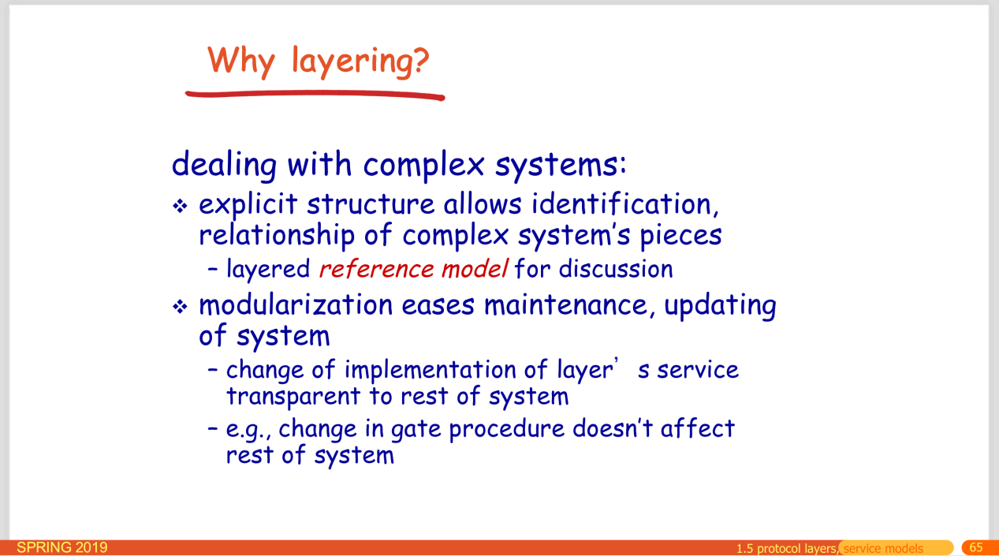 Why layering?
dealing with complex systems:
❖ explicit structure allows identification,
relationship of complex system's pieces
– layered reference model for discussion
❖ modularization eases maintenance, updating
of system
– change of implementation of layer’ s service
transparent to rest of system
– e.g., change in gate procedure doesn't affect
rest of system
SPRING 2019
1.5 protocol layers, service models
65